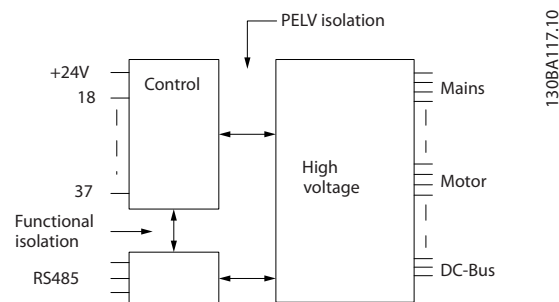 PELV isolation
+24V
18
37
Control
High
voltage
Mains
Motor
DC-Bus
Functional
isolation
RS485
130BA117.10